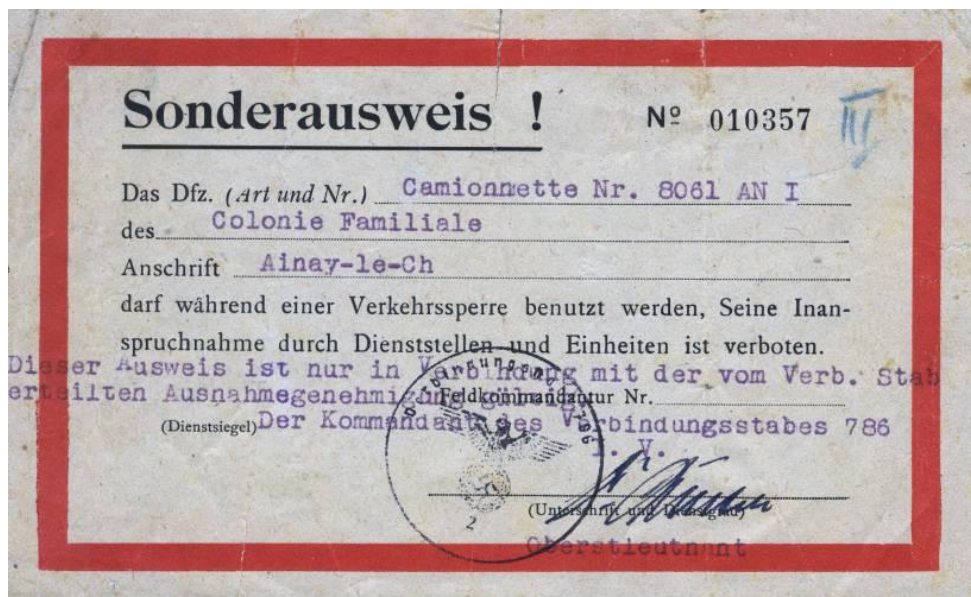 Sonderausweis ! Nº 010357
III
Das Dfz. (Art und Nr.) Camionnette Nr. 8061 AN I
des Colonie Familiale
Anschrift Ainay-le-Ch
darf während einer Verkehrssperre benutzt werden, Seine Inan-
spruchnahme durch Dienststellen und Einheiten ist verboten.
Dieser Ausweis ist nur in Verbindung mit der vom Verb. Stab
erteilten Ausnahmegenehmigung
Feldkommandantur Nr.
(Dienstsiegel) Der Kommandant des Verbindungsstabes 786
I. V.
(Unterschrift und Dienstgrad)
Oberstleutnant
2